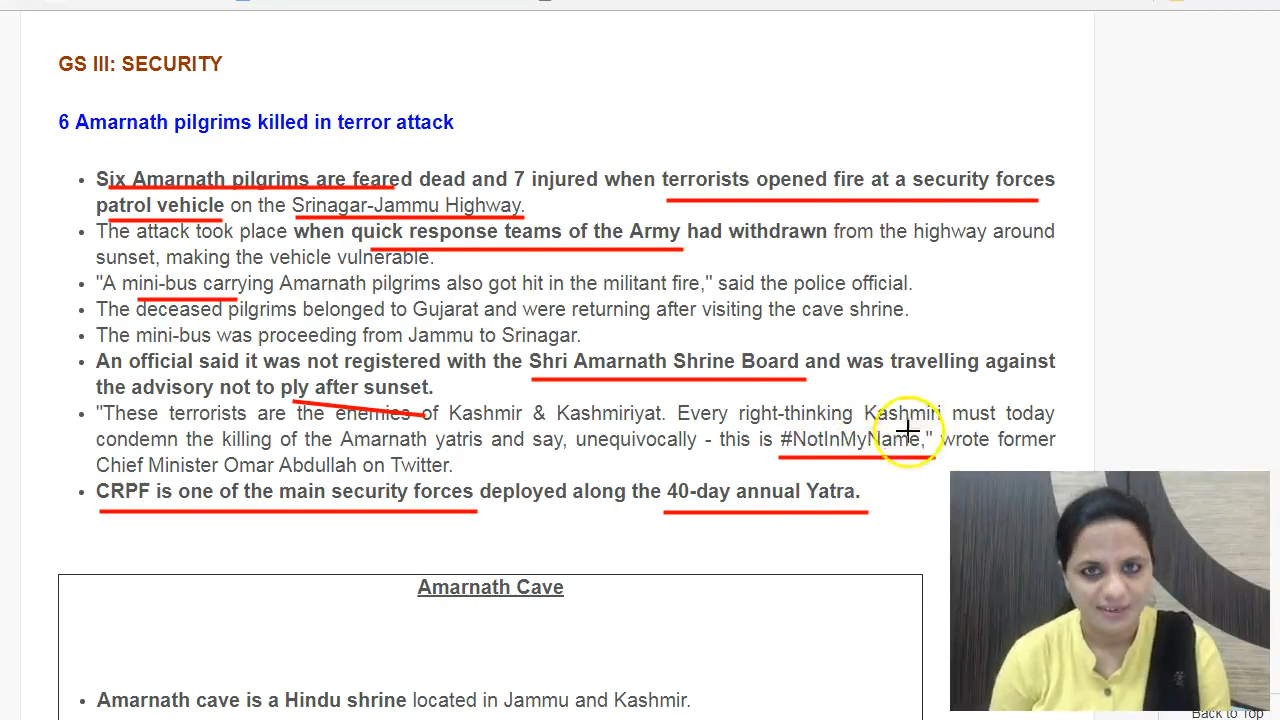 GS III: SECURITY
6 Amarnath pilgrims killed in terror attack
Six Amarnath pilgrims are feared dead and 7 injured when terrorists opened fire at a security forces
patrol vehicle on the Srinagar-Jammu Highway.
The attack took place when quick response teams of the Army had withdrawn from the highway around
sunset, making the vehicle vulnerable.
"A mini-bus carrying Amarnath pilgrims also got hit in the militant fire," said the police official.
The deceased pilgrims belonged to Gujarat and were returning after visiting the cave shrine.
The mini-bus was proceeding from Jammu to Srinagar.
An official said it was not registered with the Shri Amarnath Shrine Board and was travelling against
the advisory not to ply after sunset.
"These terrorists are the enemies of Kashmir & Kashmiriyat. Every right-thinking Kashmiri must today
condemn the killing of the Amarnath yatris and say, unequivocally - this is #NotInMyName," wrote former
Chief Minister Omar Abdullah on Twitter.
CRPF is one of the main security forces deployed along the 40-day annual Yatra.
Amarnath Cave
Amarnath cave is a Hindu shrine located in Jammu and Kashmir.
Back to Top